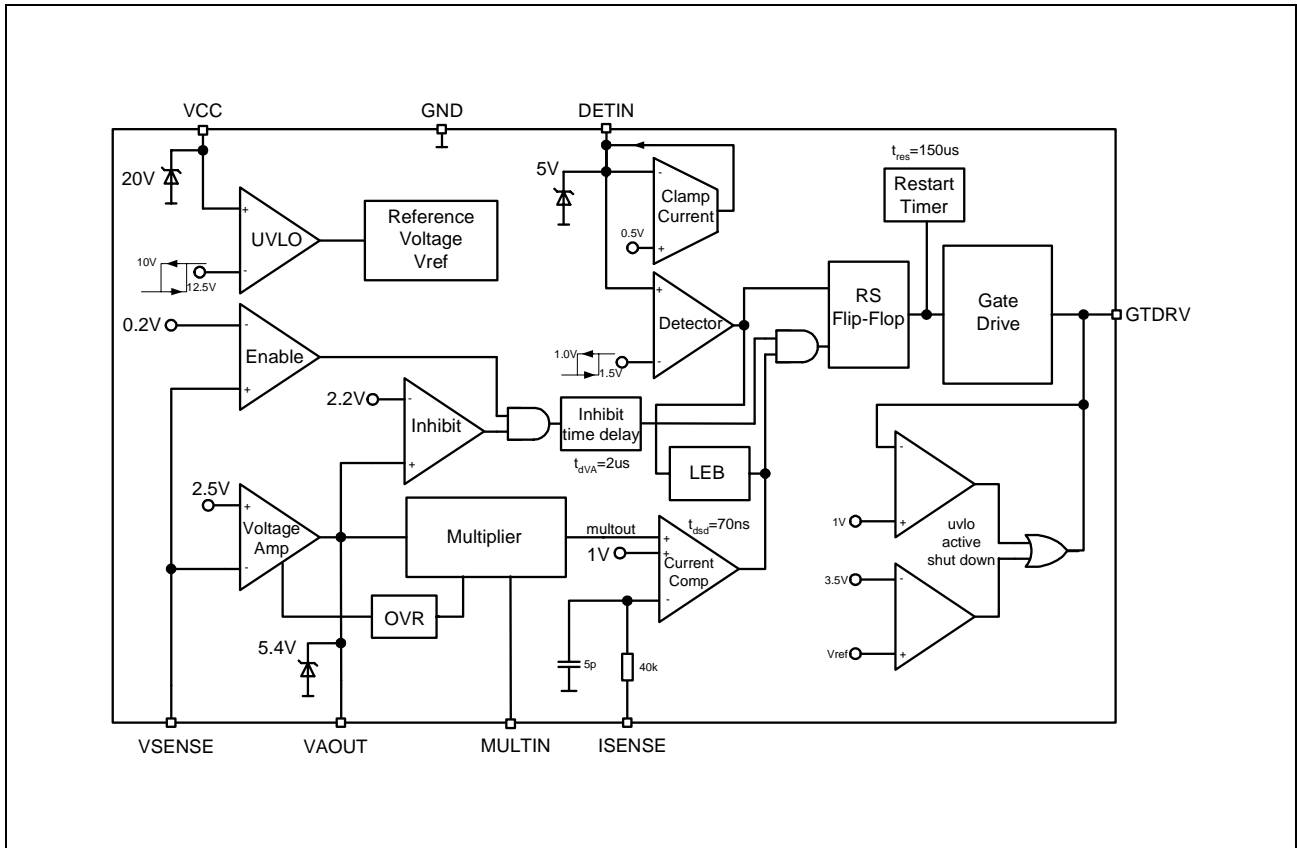 VCC
GND
DETIN
20V
+
UVLO
-
10V
12.5V
Reference
Voltage
Vref
5V
-
Clamp
Current
0.5V
+
t_res=150us
Restart
Timer
+
Detector
-
1.0V
1.5V
RS
Flip-Flop
Gate
Drive
GTDRV
0.2V
-
Enable
+
2.2V
-
Inhibit
+
Inhibit
time delay
t_dVA=2us
LEB
2.5V
+
Voltage
Amp
-
Multiplier
multout
t_dsd=70ns
+
1V
+
Current
Comp
-
OVR
5.4V
5p
40k
-
1V
+
uvlo
active
shut down
3.5V
-
Vref
+
VSENSE
VAOUT
MULTIN
ISENSE